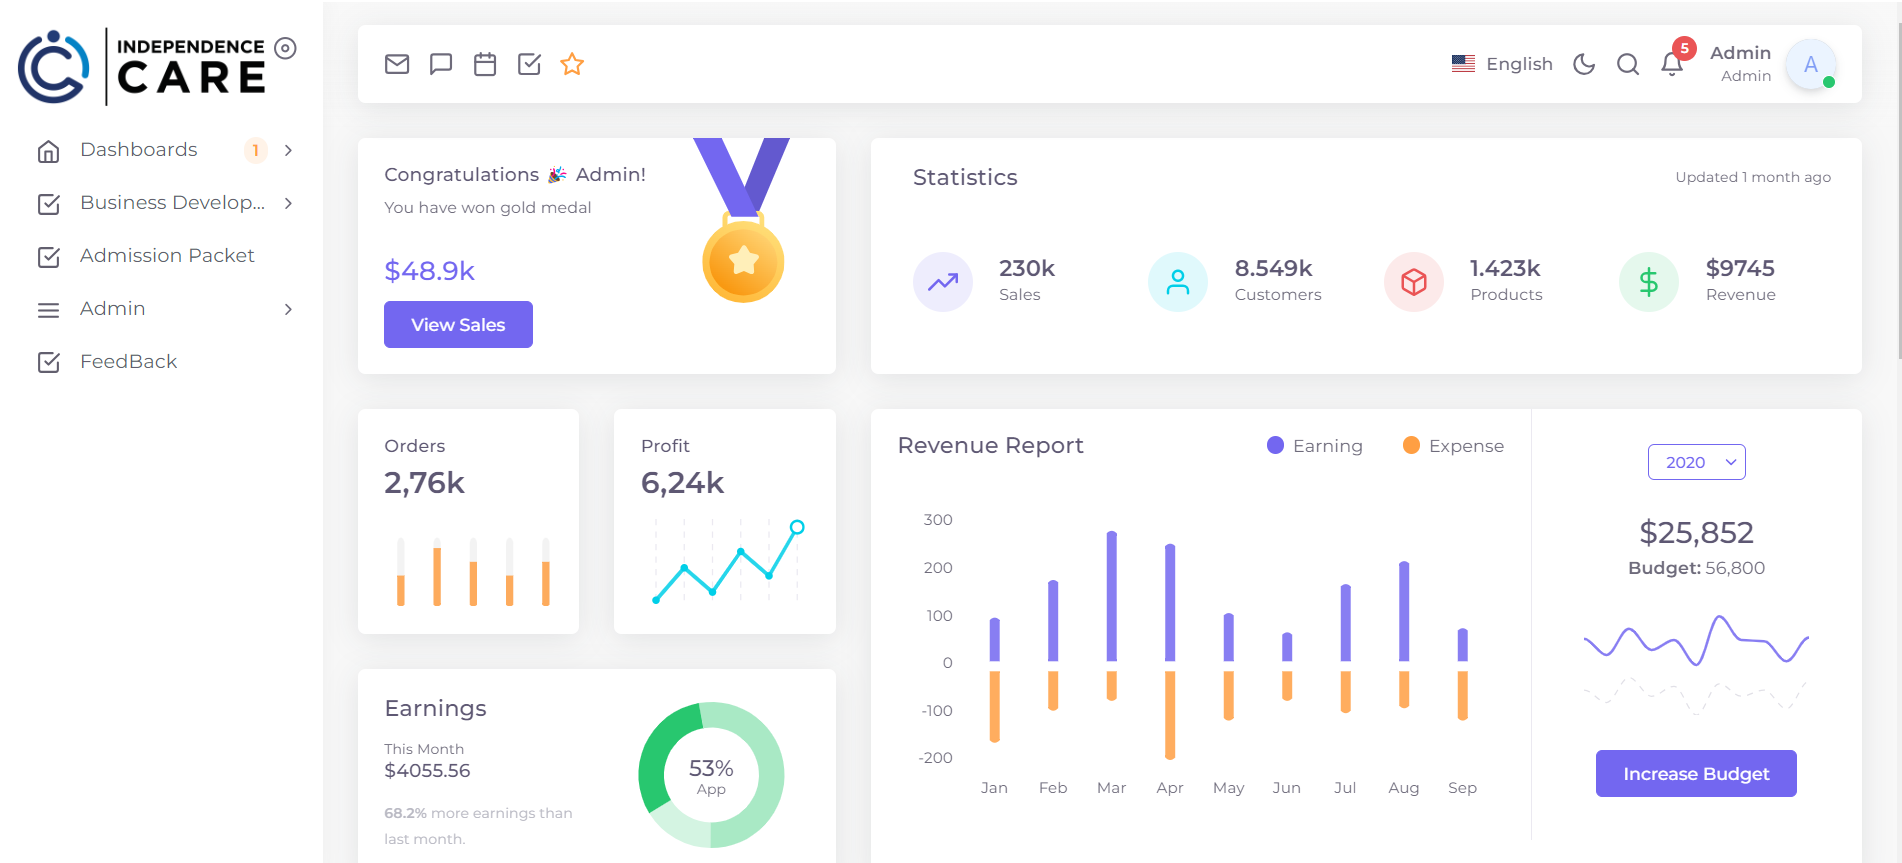 INDEPENDENCE
CARE
Dashboards 1
Business Develop...
Admission Packet
Admin
FeedBack
English
5
Admin
Admin
A
Congratulations 🎉 Admin!
You have won gold medal
$48.9k
View Sales
Statistics
Updated 1 month ago
230k
Sales
8.549k
Customers
1.423k
Products
$9745
Revenue
Orders
2,76k
Profit
6,24k
Earnings
This Month
$4055.56
68.2% more earnings than
last month.
53%
App
Revenue Report
Earning
Expense
300
200
100
0
-100
-200
Jan Feb Mar Apr May Jun Jul Aug Sep
2020
$25,852
Budget: 56,800
Increase Budget